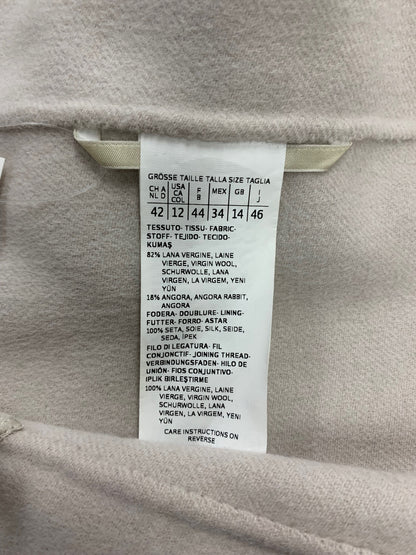 GRÖSSE TAILLE TALLA SIZE TAGLIA
CH A NL D USA CA COL F B MEX GB I J
42 12 44 34 14 46
TESSUTO- TISSU- FABRIC-
STOFF- TEJIDO- TECIDO-
KUMAŞ
82% LANA VERGINE, LAINE
VIERGE, VIRGIN WOOL,
SCHURWOLLE, LANA
VIRGEN, LA VIRGEM, YENI
YÜN
18% ANGORA, ANGORA RABBIT,
ANGORA
FODERA- DOUBLURE- LINING-
FUTTER- FORRO- ASTAR
100% SETA, SOIE, SILK, SEIDE,
SEDA, İPEK
FILO DI LEGATURA- FIL
CONJONCTIF- JOINING THREAD-
VERBINDUNGSFADEN- HILO DE
UNIÓN- FIOS CONJUNTIVO-
IPLIK BIRLEŞTIRME
100% LANA VERGINE, LAINE
VIERGE, VIRGIN WOOL,
SCHURWOLLE, LANA
VIRGEN, LA VIRGEM, YENI
YÜN
CARE INSTRUCTIONS ON
REVERSE